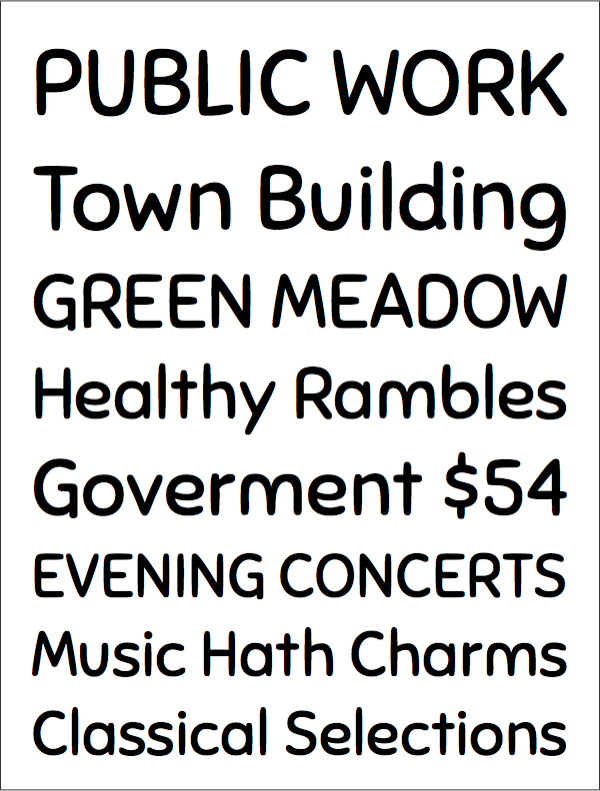 PUBLIC WORK
Town Building
GREEN MEADOW
Healthy Rambles
Goverment $54
EVENING CONCERTS
Music Hath Charms
Classical Selections